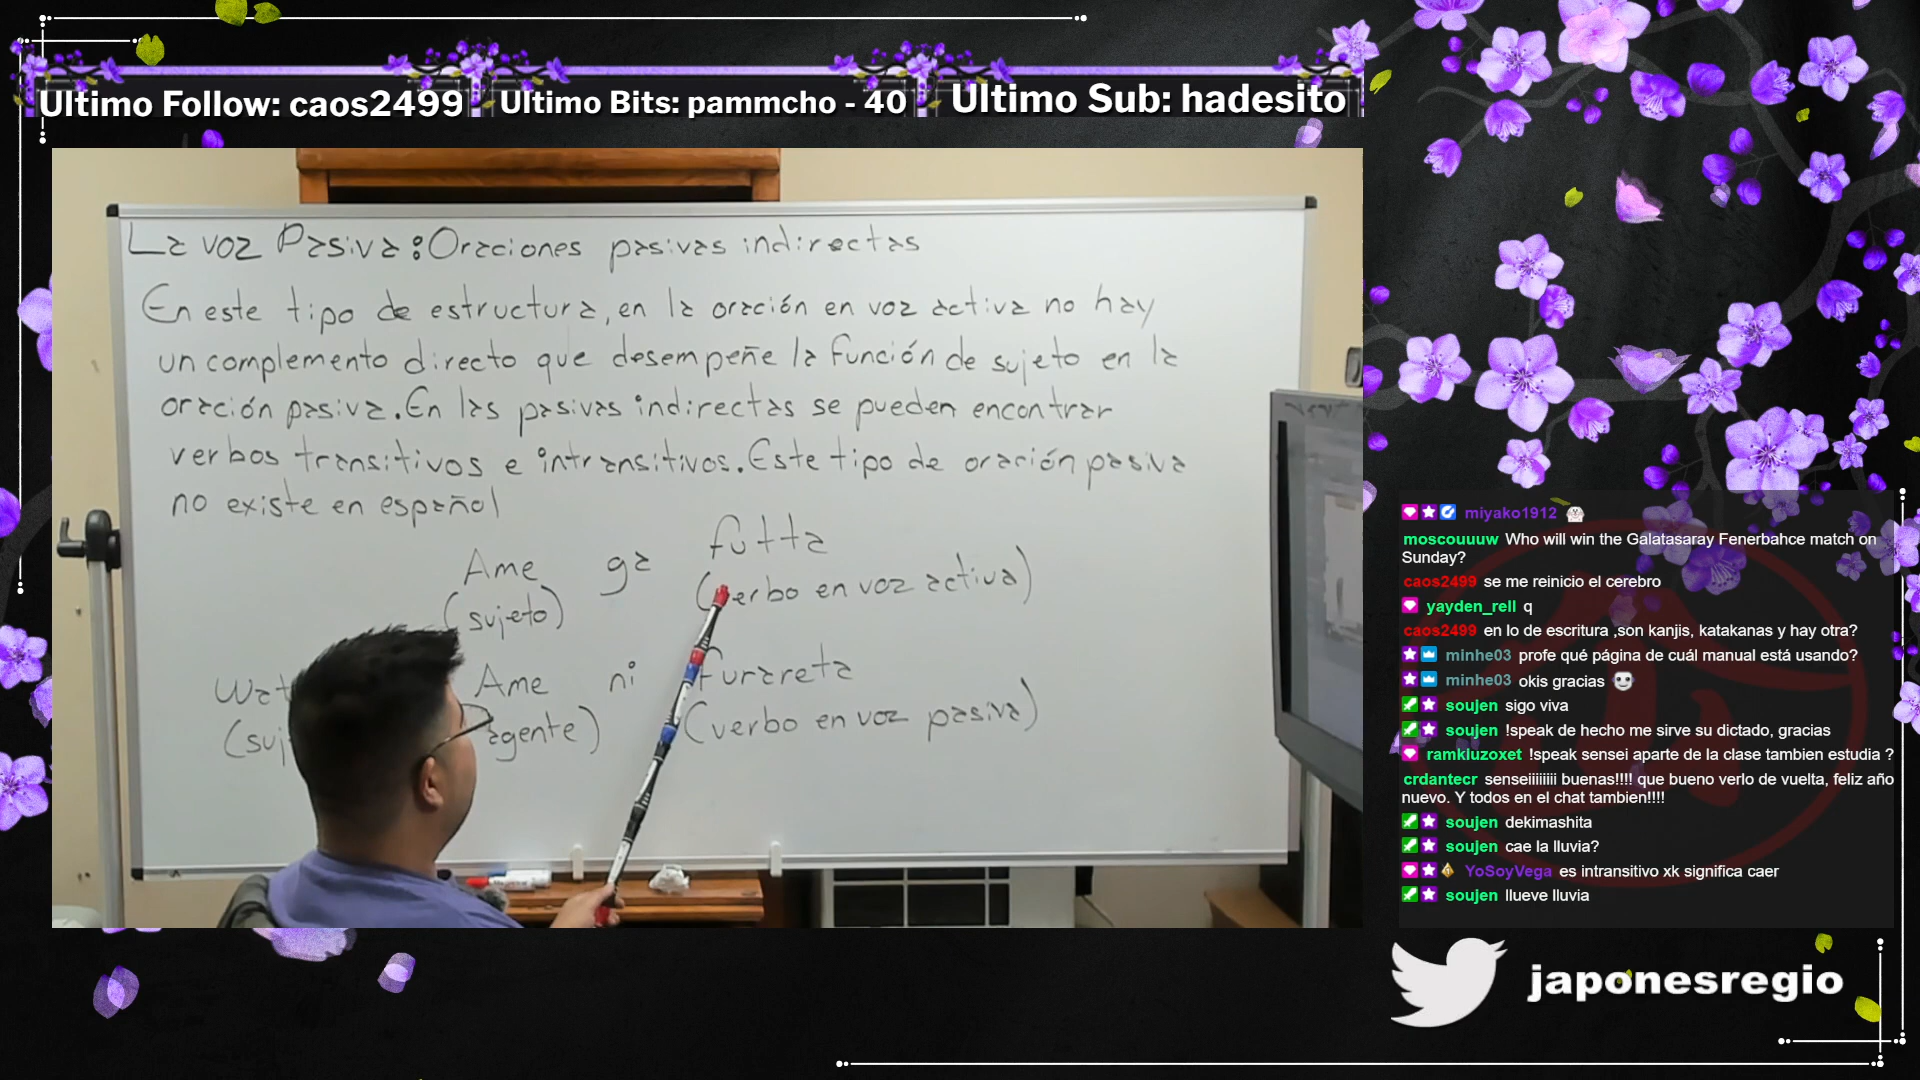 Ultimo Follow: caos2499
Ultimo Bits: pammcho - 40
Ultimo Sub: hadesito
La voz Pasiva: Oraciones pasivas indirectas
En este tipo de estructura, en la oración en voz activa no hay
un complemento directo que desempeñe la función de sujeto en la
oración pasiva. En las pasivas indirectas se pueden encontrar
verbos transitivos e intransitivos. Este tipo de oración pasiva
no existe en español
Ame ga futta
(sujeto) (verbo en voz activa)
Ame ni furareta
agente) (verbo en voz pasiva)
miyako1912
moscouuuw Who will win the Galatasaray Fenerbahce match on
Sunday?
caos2499 se me reinicio el cerebro
yayden_rell q
caos2499 en lo de escritura ,son kanjis, katakanas y hay otra?
minhe03 profe qué página de cuál manual está usando?
minhe03 okis gracias
soujen sigo viva
soujen !speak de hecho me sirve su dictado, gracias
ramkluzoxet !speak sensei aparte de la clase tambien estudia ?
crdantecr senseiiiiiiii buenas!!!! que bueno verlo de vuelta, feliz año
nuevo. Y todos en el chat tambien!!!!
soujen dekimashita
soujen cae la lluvia?
YoSoyVega es intransitivo xk significa caer
soujen llueve lluvia
japonesregio